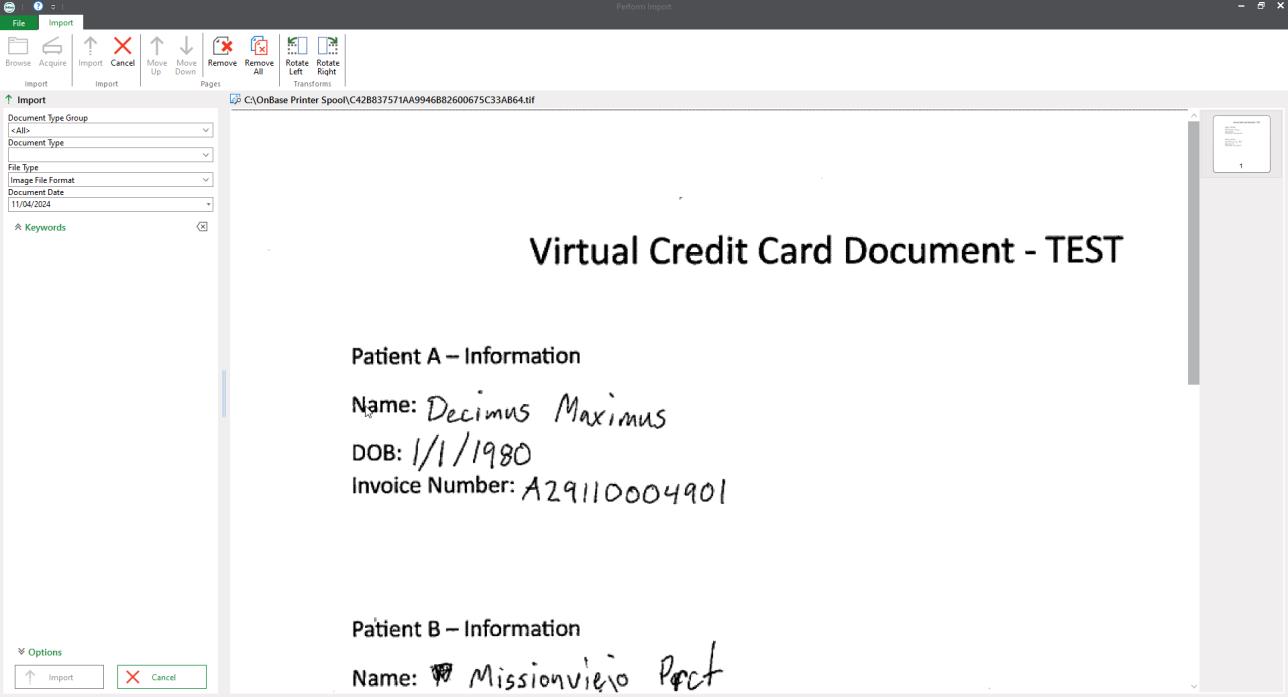 Perform Import
File Import
Browse Acquire Import Cancel Move Up Move Down Remove Remove All Rotate Left Rotate Right
Import Import Pages Transforms
Import
C:\OnBase Printer Spool\C42B837571AA9946B82600675C33AB64.tif
Document Type Group
<All>
Document Type
File Type
Image File Format
Document Date
11/04/2024
Keywords
1
Virtual Credit Card Document - TEST
Patient A – Information
Name: Decimus Maximus
DOB: 1/1/1980
Invoice Number: A29110004901
Patient B – Information
Name: Missionviejo
Options
Import Cancel